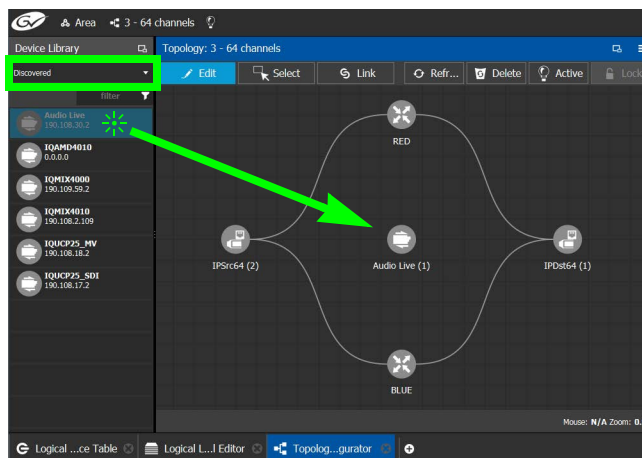 GV Area 3 - 64 channels
Device Library
Topology: 3 - 64 channels
Discovered
Edit Select Link Refr... Delete Active Lock
filter
Audio Live
190.108.30.2
IQAMD4010
0.0.0.0
IQMIX4000
190.109.59.2
IQMIX4010
190.108.2.109
IQUCP25_MV
190.108.18.2
IQUCP25_SDI
190.108.17.2
RED
IPSrc64 (2)
Audio Live (1)
IPDst64 (1)
BLUE
Mouse: N/A Zoom: 0.
Logical ...ce Table Logical L...l Editor Topolog...gurator